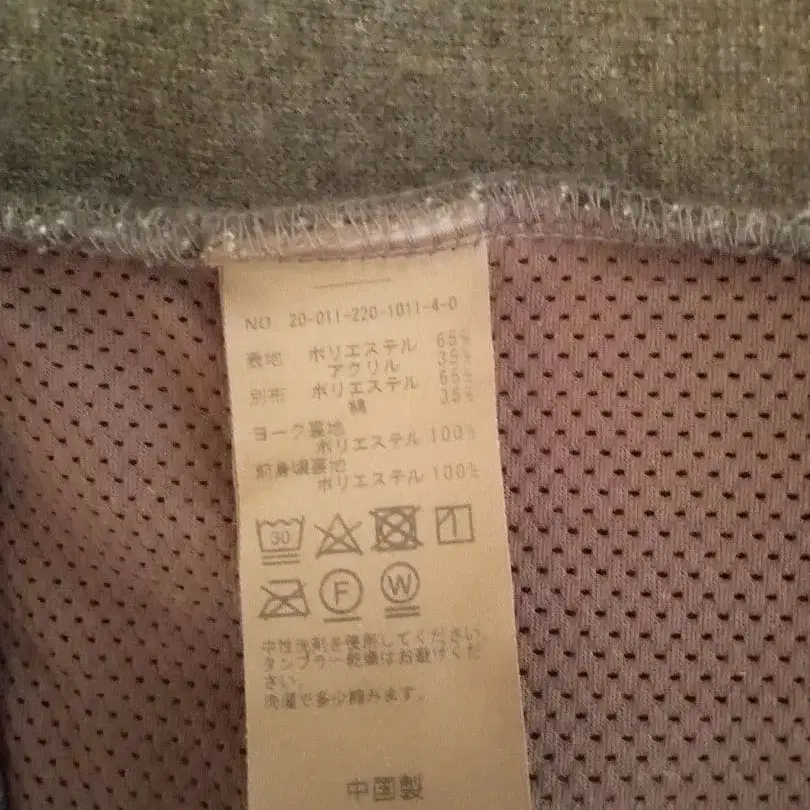 NO. 20-011-220-1011-4-0
表地 ポリエステル 65%
アクリル 35%
別布 ポリエステル 65%
綿 35%
ヨーク裏地
ポリエステル 100%
前身頃裏地
ポリエステル 100%
30
F W
中性洗剤を使用してください。
タンブラー乾燥はお避けくだ
さい。
洗濯で多少縮みます。
中国製